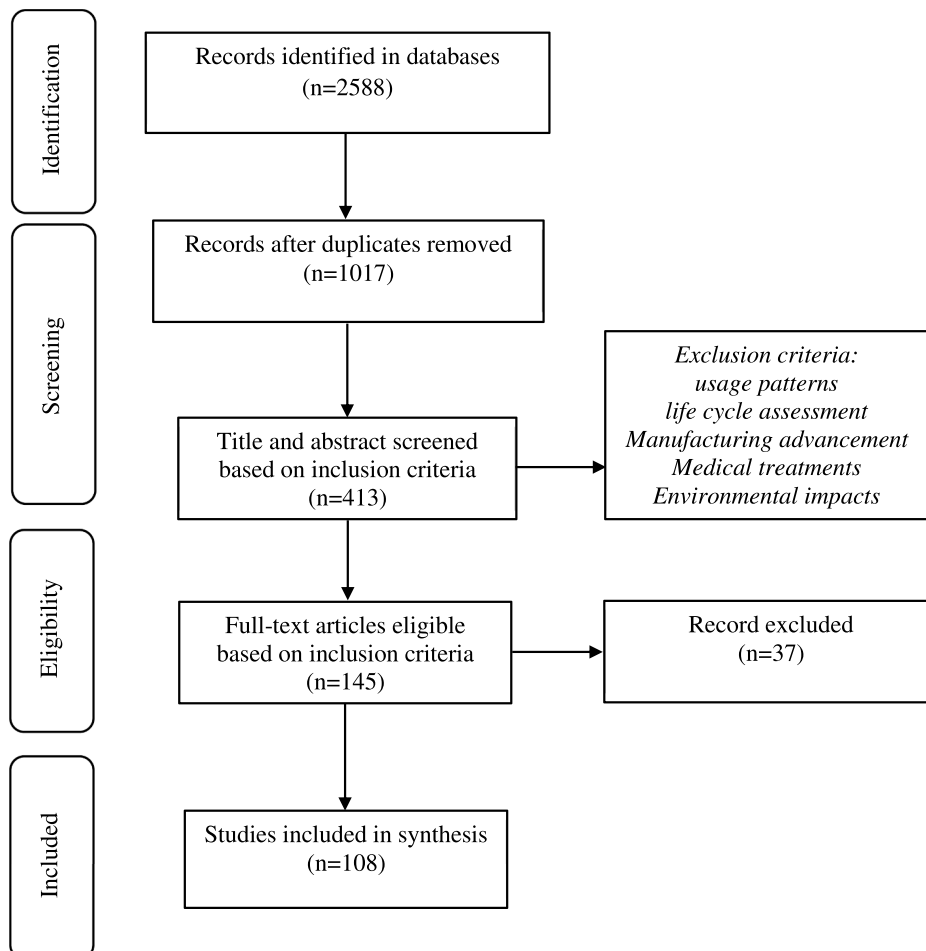 Identification
Records identified in databases
(n=2588)
Screening
Records after duplicates removed
(n=1017)
Title and abstract screened
based on inclusion criteria
(n=413)
Exclusion criteria:
usage patterns
life cycle assessment
Manufacturing advancement
Medical treatments
Environmental impacts
Eligibility
Full-text articles eligible
based on inclusion criteria
(n=145)
Record excluded
(n=37)
Included
Studies included in synthesis
(n=108)